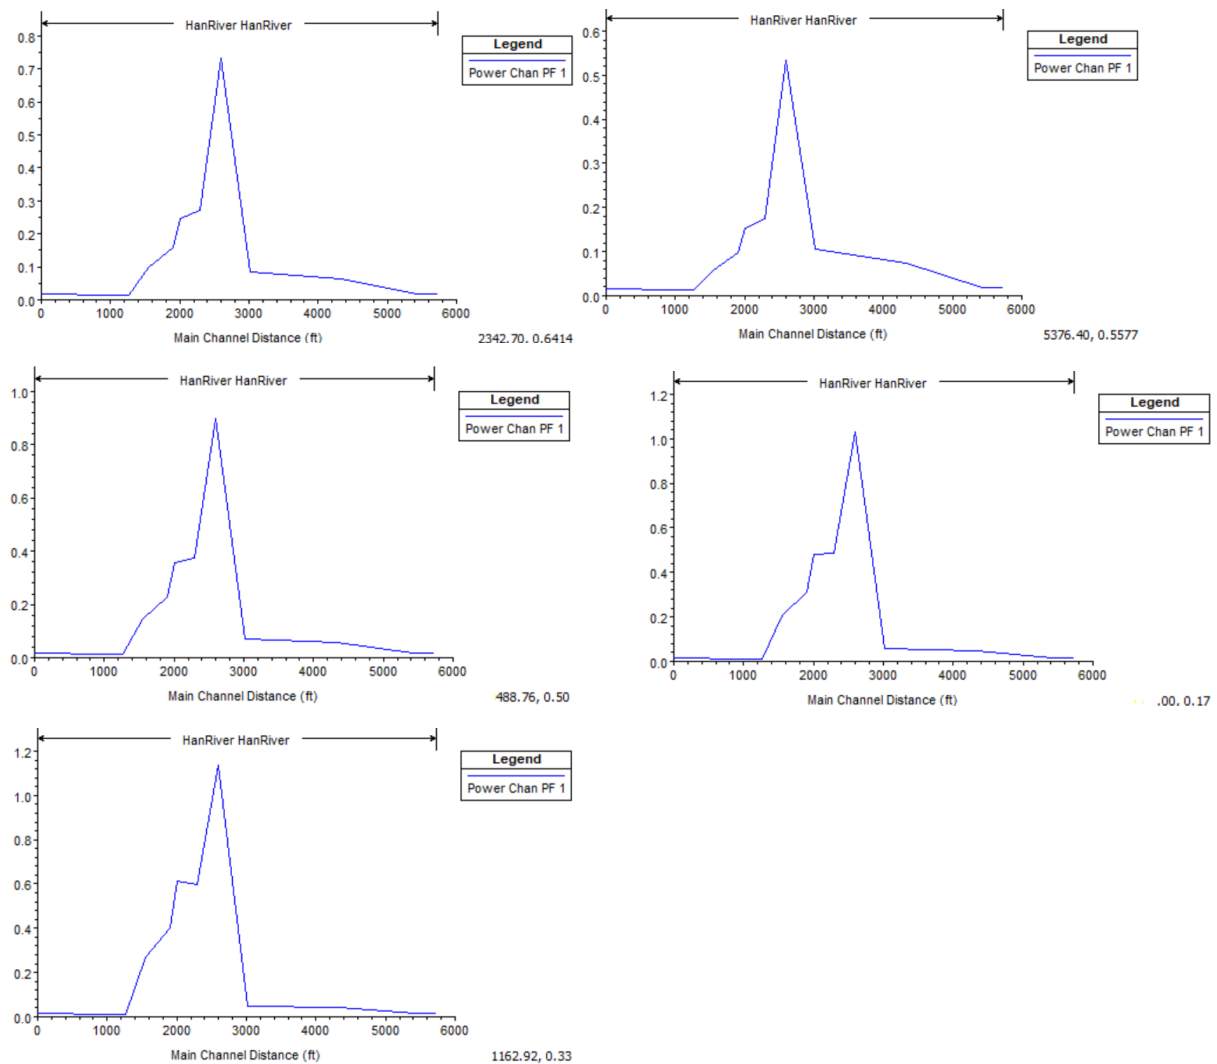 HanRiver HanRiver
Legend
Power Chan PF 1
0.8
0.7
0.6
0.5
0.4
0.3
0.2
0.1
0.0
0 1000 2000 3000 4000 5000 6000
Main Channel Distance (ft)
2342.70, 0.6414
HanRiver HanRiver
Legend
Power Chan PF 1
0.6
0.5
0.4
0.3
0.2
0.1
0.0
0 1000 2000 3000 4000 5000 6000
Main Channel Distance (ft)
5376.40, 0.5577
HanRiver HanRiver
Legend
Power Chan PF 1
1.0
0.8
0.6
0.4
0.2
0.0
0 1000 2000 3000 4000 5000 6000
Main Channel Distance (ft)
488.76, 0.50
HanRiver HanRiver
Legend
Power Chan PF 1
1.2
1.0
0.8
0.6
0.4
0.2
0.0
0 1000 2000 3000 4000 5000 6000
Main Channel Distance (ft)
.00, 0.17
HanRiver HanRiver
Legend
Power Chan PF 1
1.2
1.0
0.8
0.6
0.4
0.2
0.0
0 1000 2000 3000 4000 5000 6000
Main Channel Distance (ft)
1162.92, 0.33